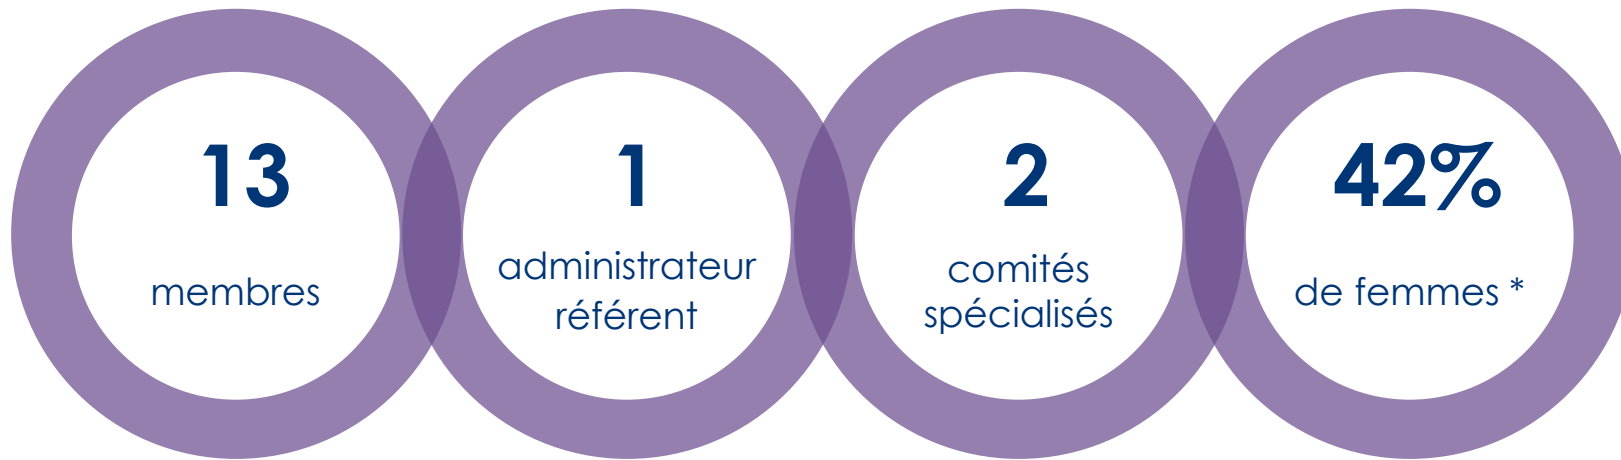 13
membres
1
administrateur
référent
2
comités
spécialisés
42%
de femmes *